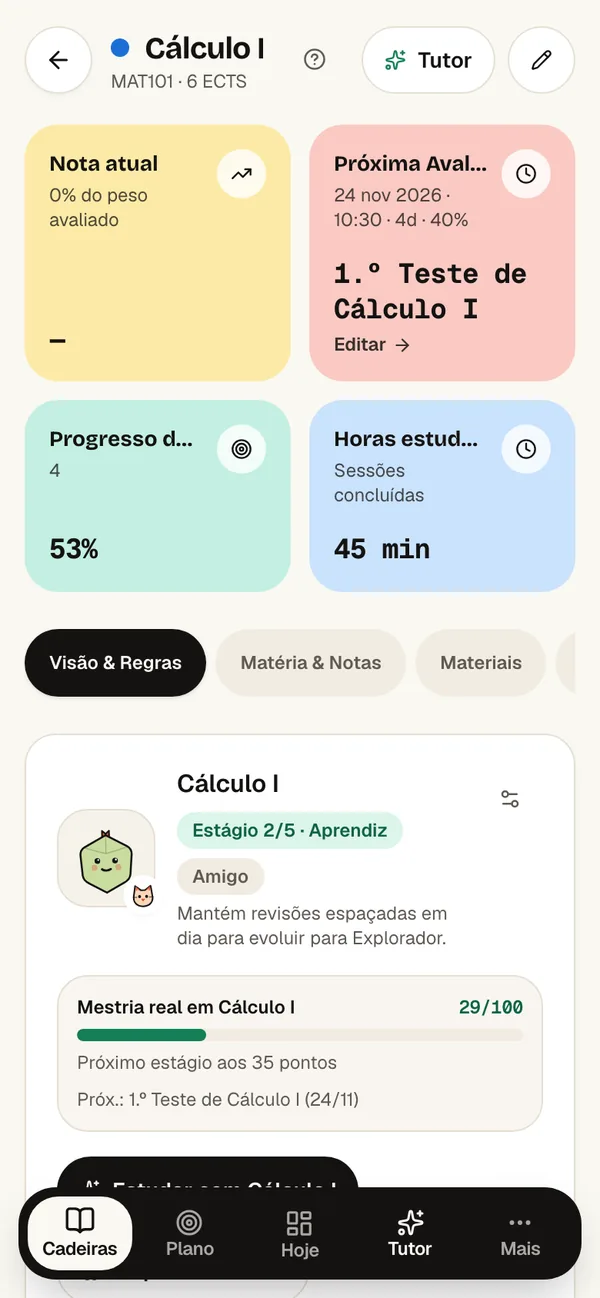 Cálculo I
MAT101 · 6 ECTS
Tutor
Nota atual
0% do peso
avaliado
–
Próxima Aval...
24 nov 2026 ·
10:30 · 4d · 40%
1.º Teste de
Cálculo I
Editar →
Progresso d...
4
53%
Horas estud...
Sessões
concluídas
45 min
Visão & Regras
Matéria & Notas
Materiais
Cálculo I
Estágio 2/5 · Aprendiz
Amigo
Mantém revisões espaçadas em
dia para evoluir para Explorador.
Mestria real em Cálculo I
29/100
Próximo estágio aos 35 pontos
Próx.: 1.º Teste de Cálculo I (24/11)
Estudar com Cálculo I
Cadeiras
Plano
Hoje
Tutor
Mais